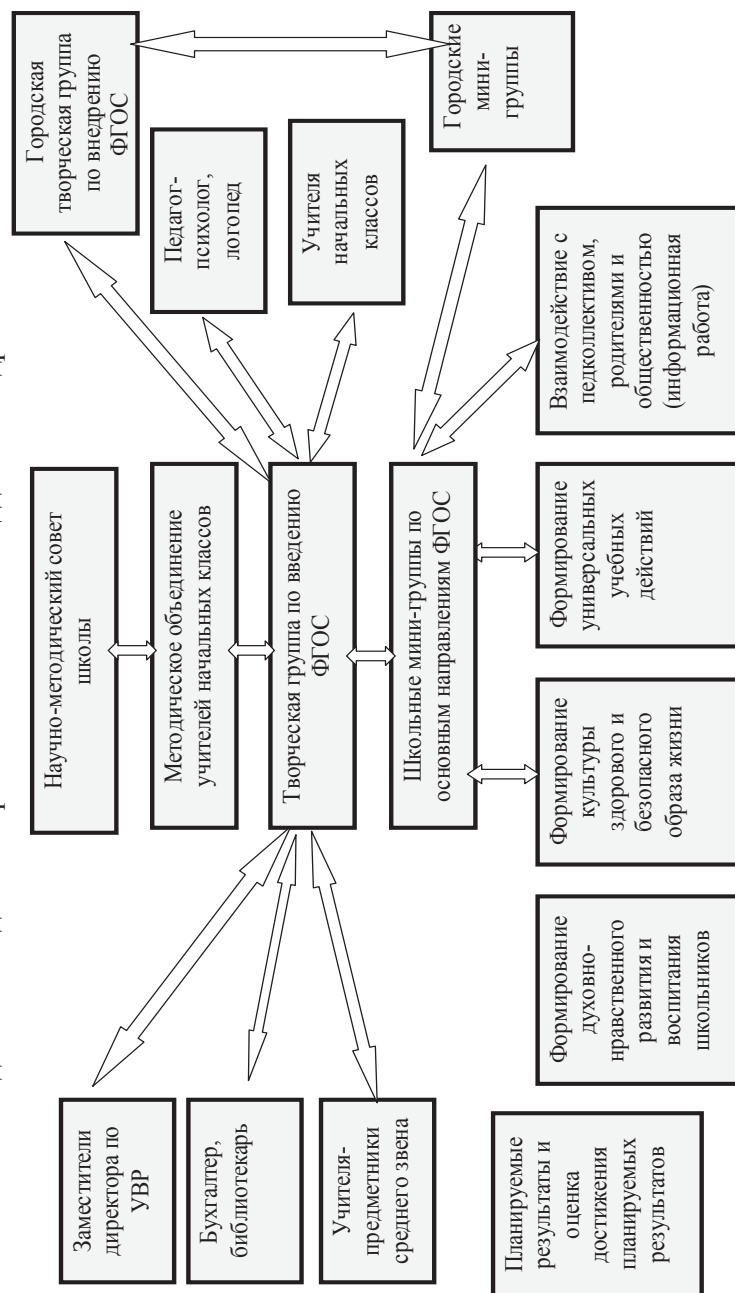 Научно-методический совет
школы
Городская
творческая группа
по внедрению
ФГОС
Заместители
директора по
УВР
Методическое объединение
учителей начальных классов
Педагог-
психолог,
логопед
Бухгалтер,
библиотекарь
Творческая группа по введению
ФГОС
Учителя
начальных
классов
Учителя-
предметники
среднего звена
Школьные мини-группы по
основным направлениям ФГОС
Городские
мини-
группы
Планируемые
результаты и
оценка
достижения
планируемых
результатов
Формирование
духовно-
нравственного
развития и
воспитания
школьников
Формирование
культуры
здорового и
безопасного
образа жизни
Формирование
универсальных
учебных
действий
Взаимодействие с
педколлективом,
родителями и
общественностью
(информационная
работа)